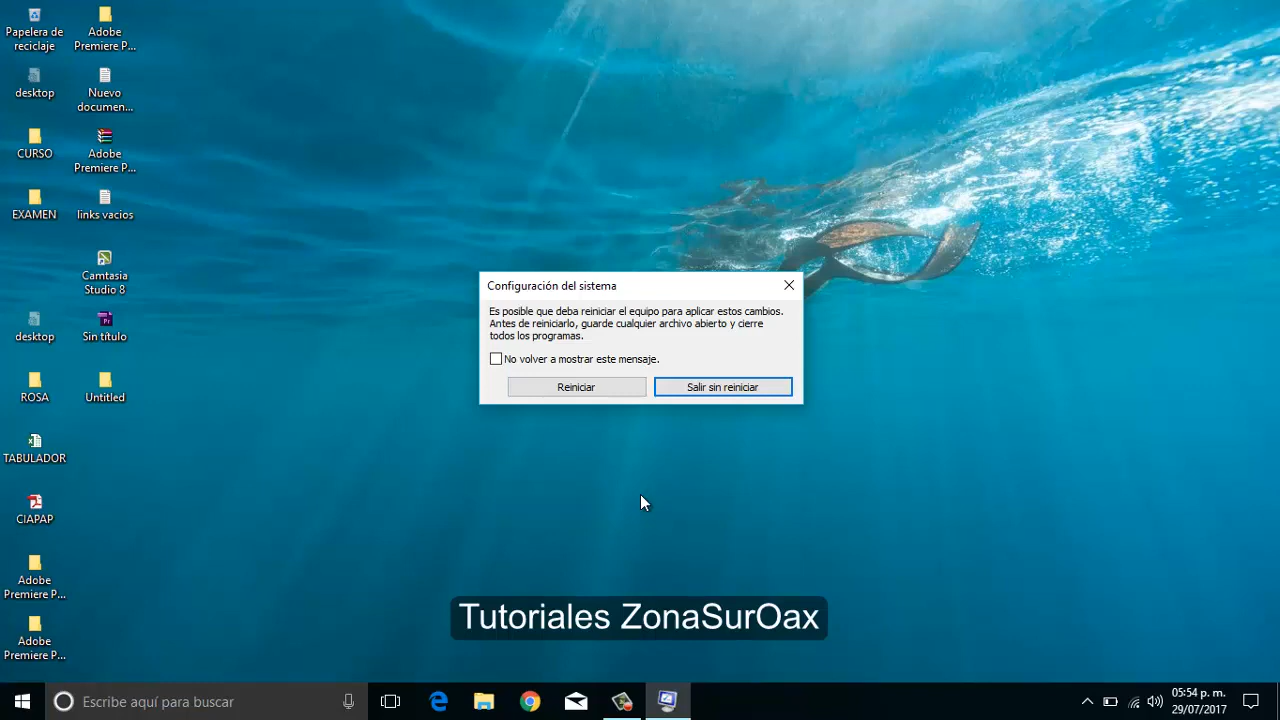 Papelera de
reciclaje
Adobe
Premiere P...
desktop
Nuevo
documen...
CURSO
Adobe
Premiere P...
EXAMEN
links vacios
Camtasia
Studio 8
desktop
Sin título
ROSA
Untitled
TABULADOR
CIAPAP
Adobe
Premiere P...
Adobe
Premiere P...
Configuración del sistema
Es posible que deba reiniciar el equipo para aplicar estos cambios.
Antes de reiniciarlo, guarde cualquier archivo abierto y cierre
todos los programas.
No volver a mostrar este mensaje.
Reiniciar
Salir sin reiniciar
Tutoriales ZonaSurOax
Escribe aquí para buscar
05:54 p. m.
29/07/2017